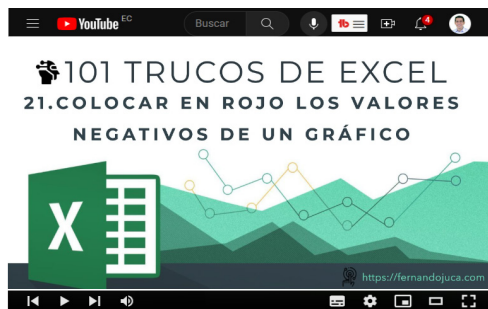 YouTube EC
Buscar
tb
4
101 TRUCOS DE EXCEL
21.COLOCAR EN ROJO LOS VALORES
NEGATIVOS DE UN GRÁFICO
X
https://fernandojuca.com